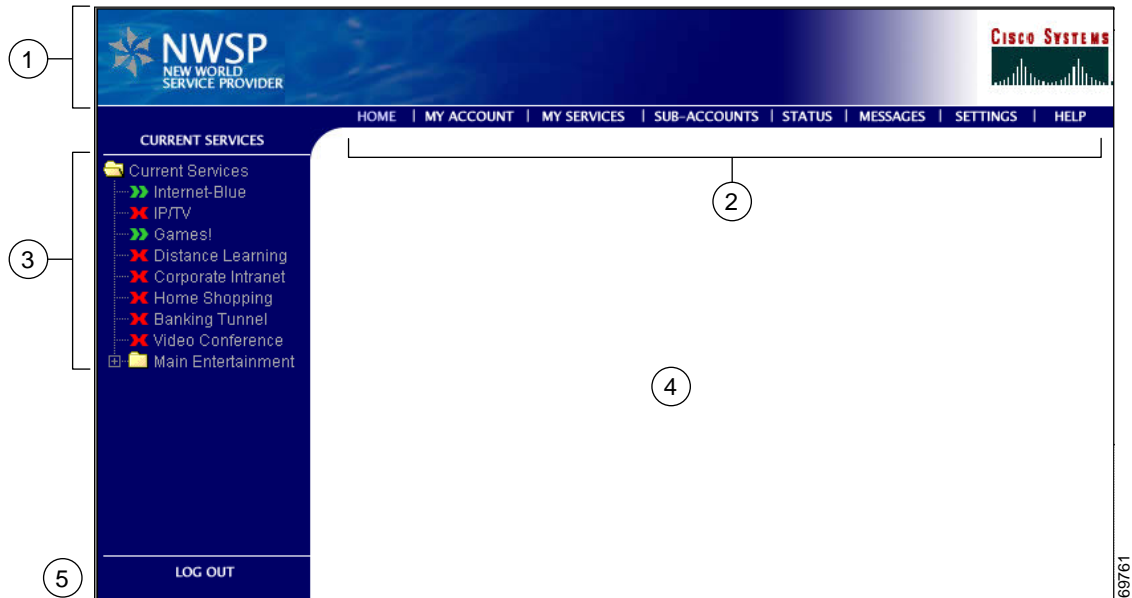 1
NWSP
NEW WORLD
SERVICE PROVIDER
CISCO SYSTEMS
HOME | MY ACCOUNT | MY SERVICES | SUB-ACCOUNTS | STATUS | MESSAGES | SETTINGS | HELP
2
CURRENT SERVICES
3
Current Services
Internet-Blue
IP/TV
Games!
Distance Learning
Corporate Intranet
Home Shopping
Banking Tunnel
Video Conference
Main Entertainment
4
5
LOG OUT
69761